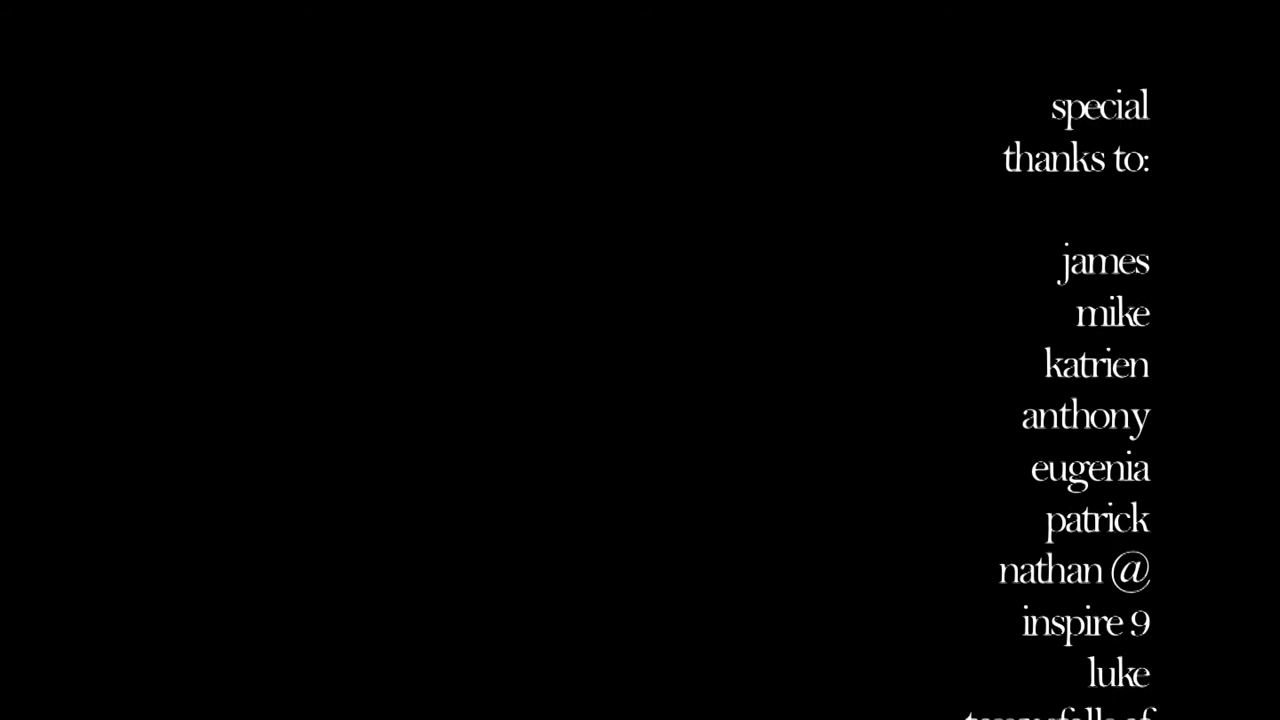 special
thanks to:
james
mike
katrien
anthony
eugenia
patrick
nathan @
inspire 9
luke